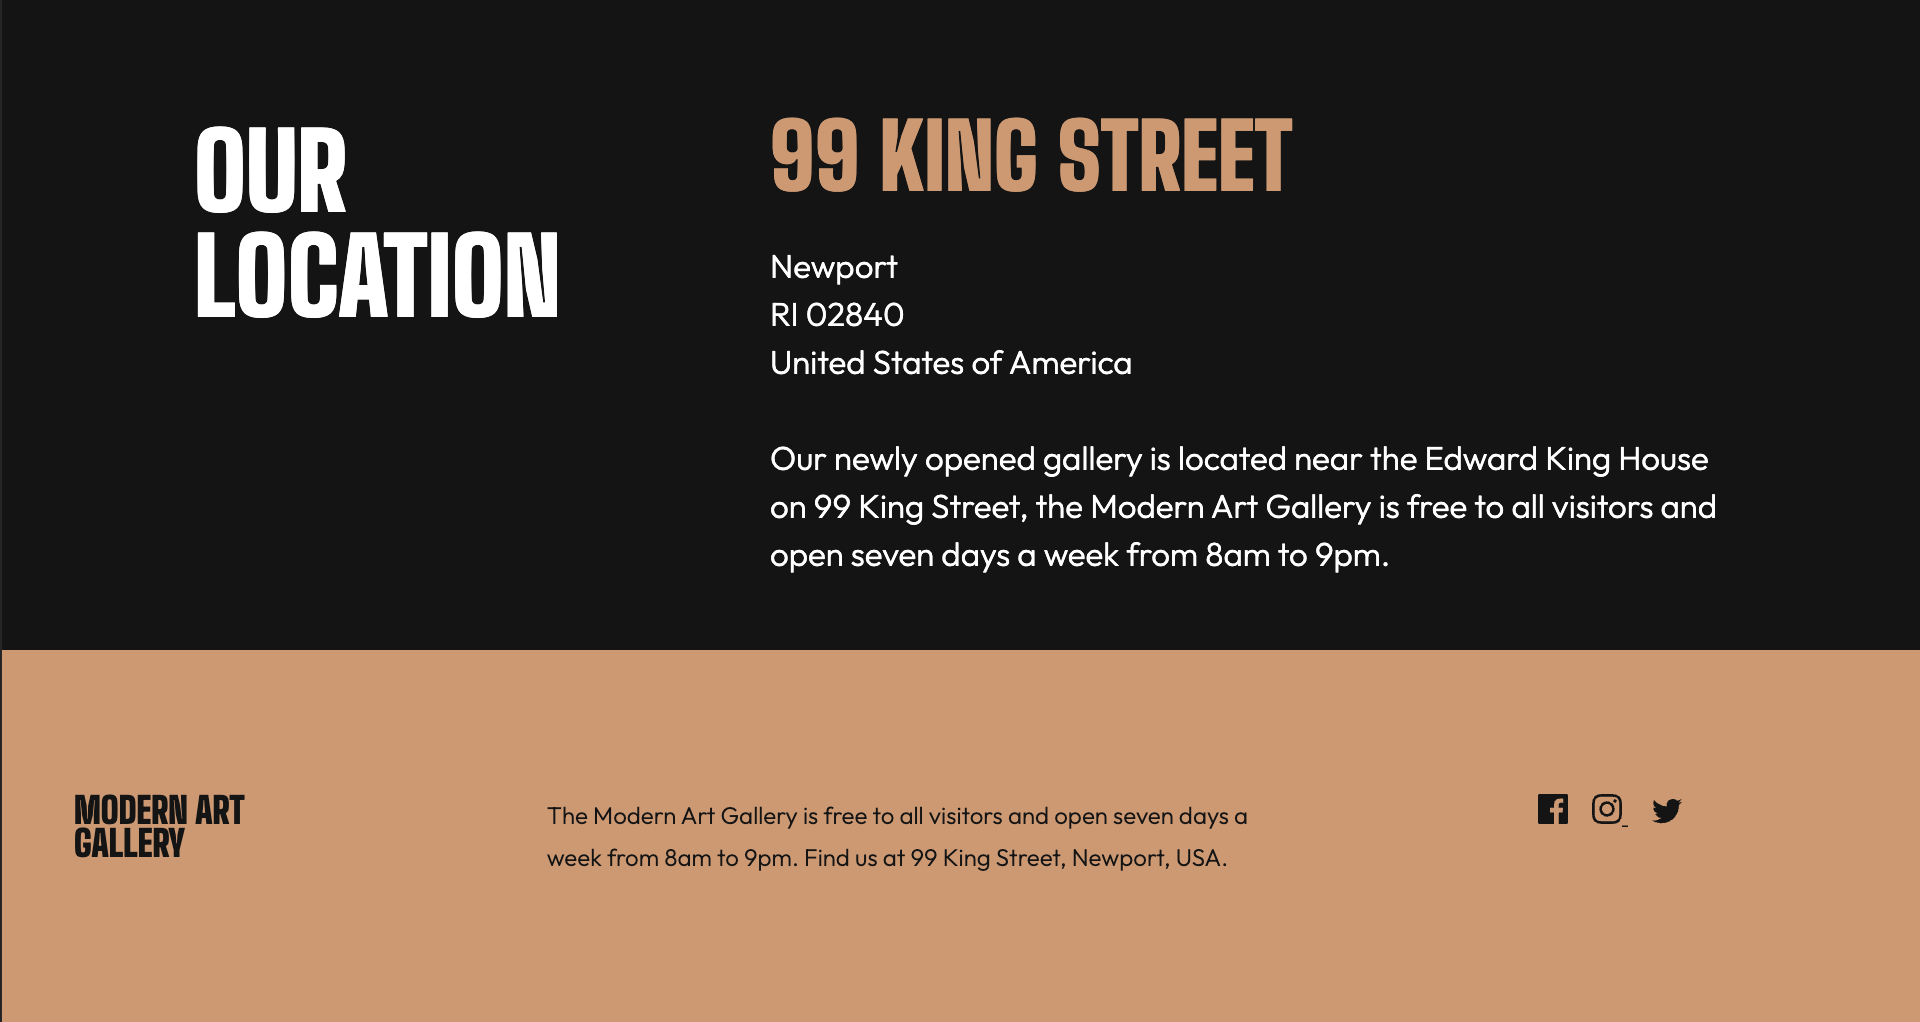 OUR
LOCATION
99 KING STREET
Newport
RI 02840
United States of America
Our newly opened gallery is located near the Edward King House
on 99 King Street, the Modern Art Gallery is free to all visitors and
open seven days a week from 8am to 9pm.
MODERN ART
GALLERY
The Modern Art Gallery is free to all visitors and open seven days a
week from 8am to 9pm. Find us at 99 King Street, Newport, USA.